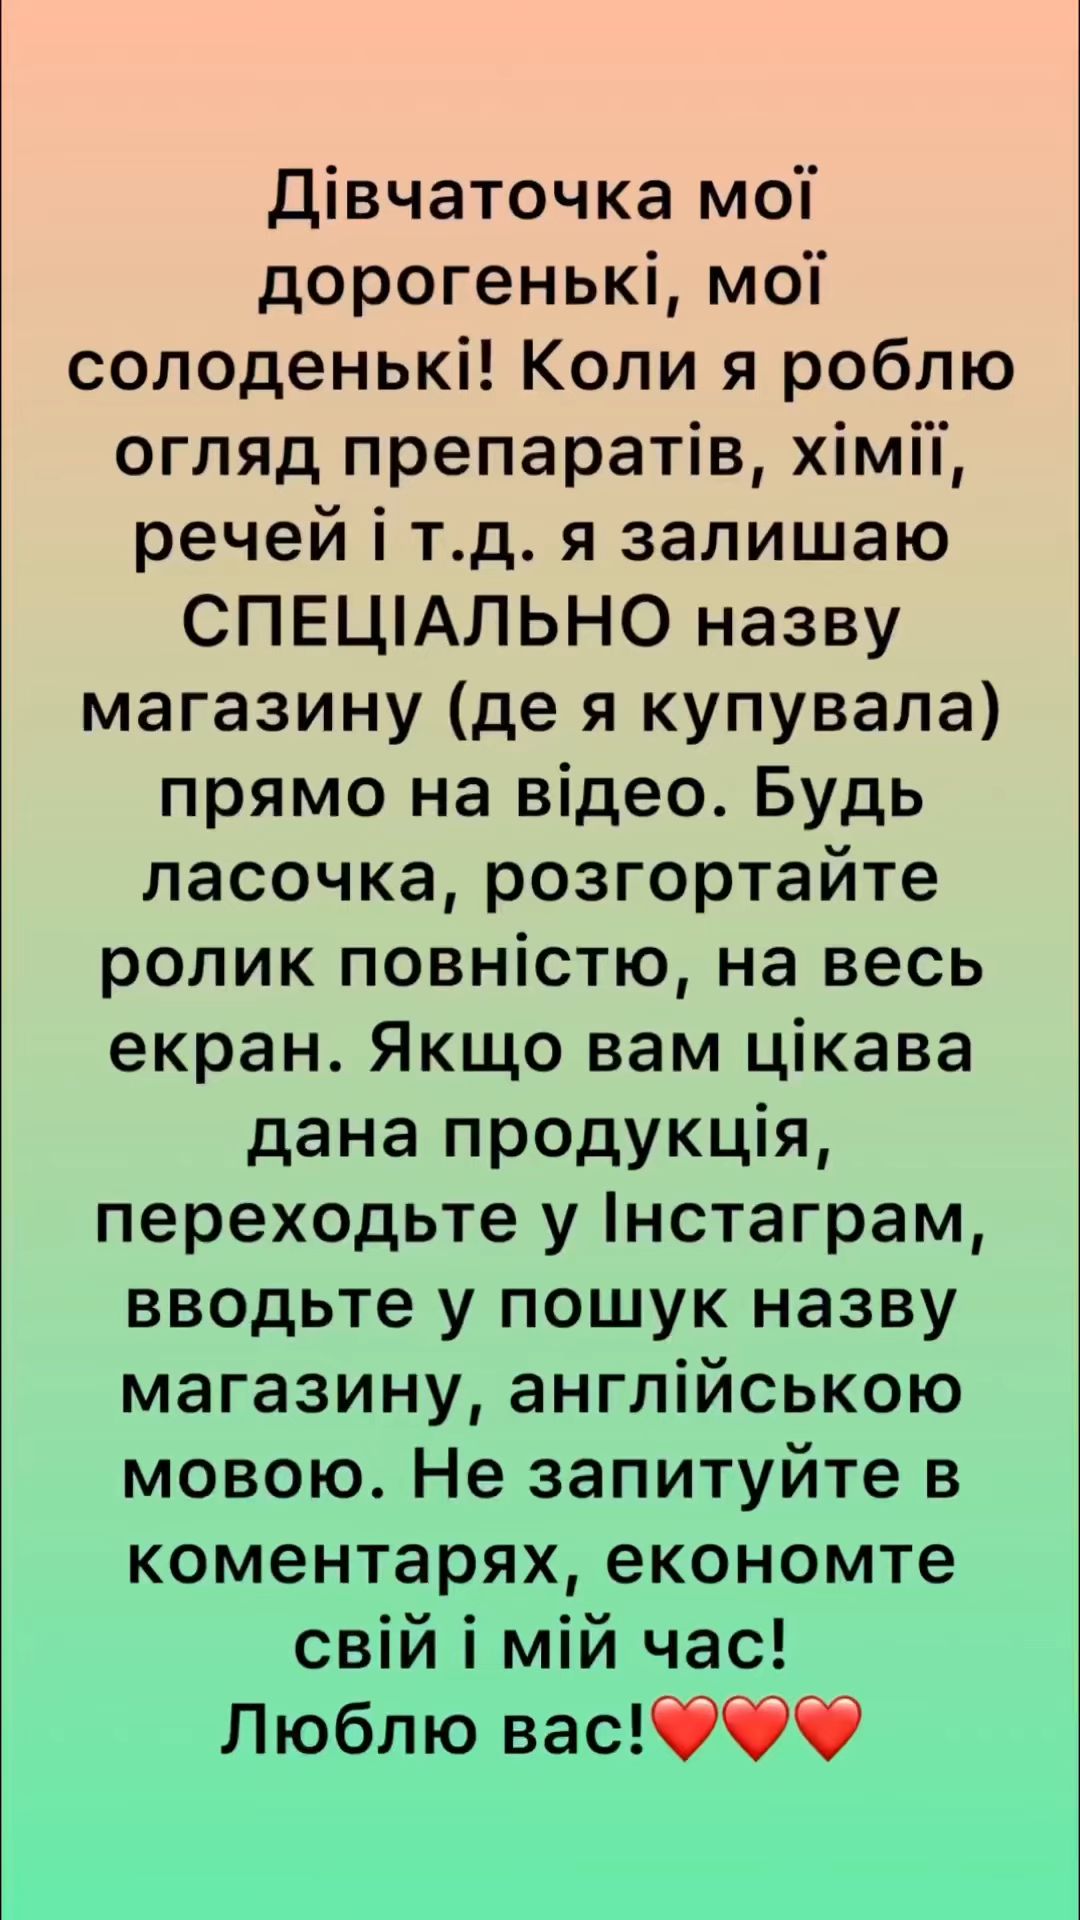 Дівчаточка мої
дорогенькі, мої
солоденькі! Коли я роблю
огляд препаратів, хімії,
речей і т.д. я залишаю
СПЕЦІАЛЬНО назву
магазину (де я купувала)
прямо на відео. Будь
ласочка, розгортайте
ролик повністю, на весь
екран. Якщо вам цікава
дана продукція,
переходьте у Інстаграм,
вводьте у пошук назву
магазину, англійською
мовою. Не запитуйте в
коментарях, економте
свій і мій час!
Люблю вас!❤️❤️❤️